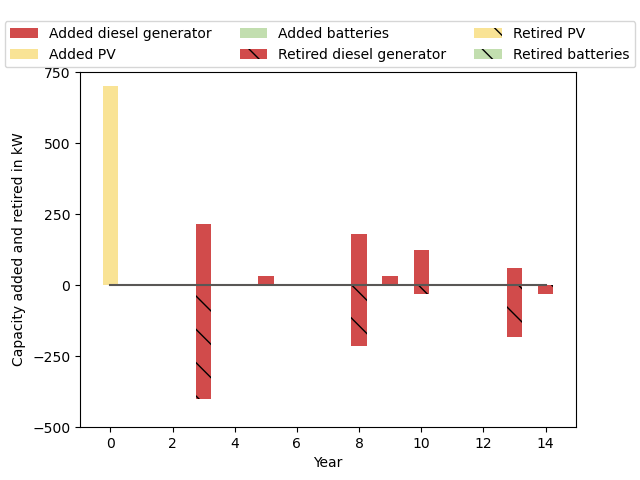 Added diesel generator
Added PV
Added batteries
Retired diesel generator
Retired PV
Retired batteries
750
500
250
0
−250
−500
Capacity added and retired in kW
0 2 4 6 8 10 12 14
Year